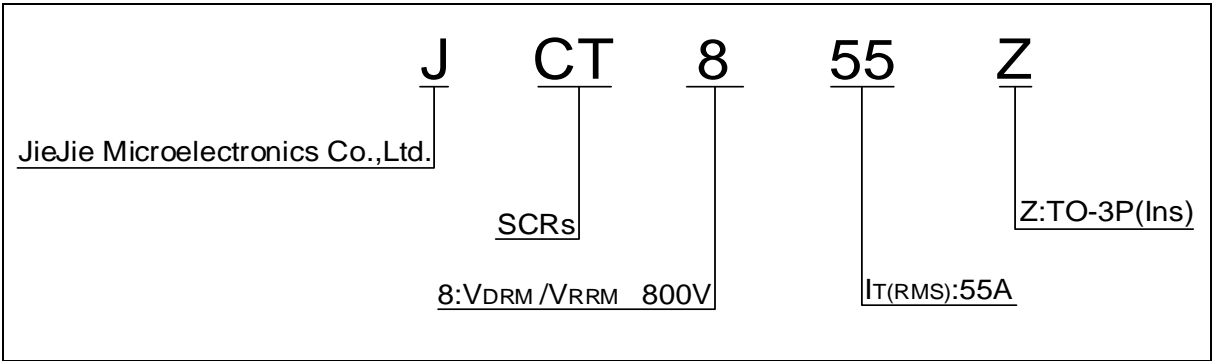 J CT 8 55 Z
JieJie Microelectronics Co.,Ltd.
SCRs
Z:TO-3P(Ins)
8:VDRM /VRRM 800V
IT(RMS):55A